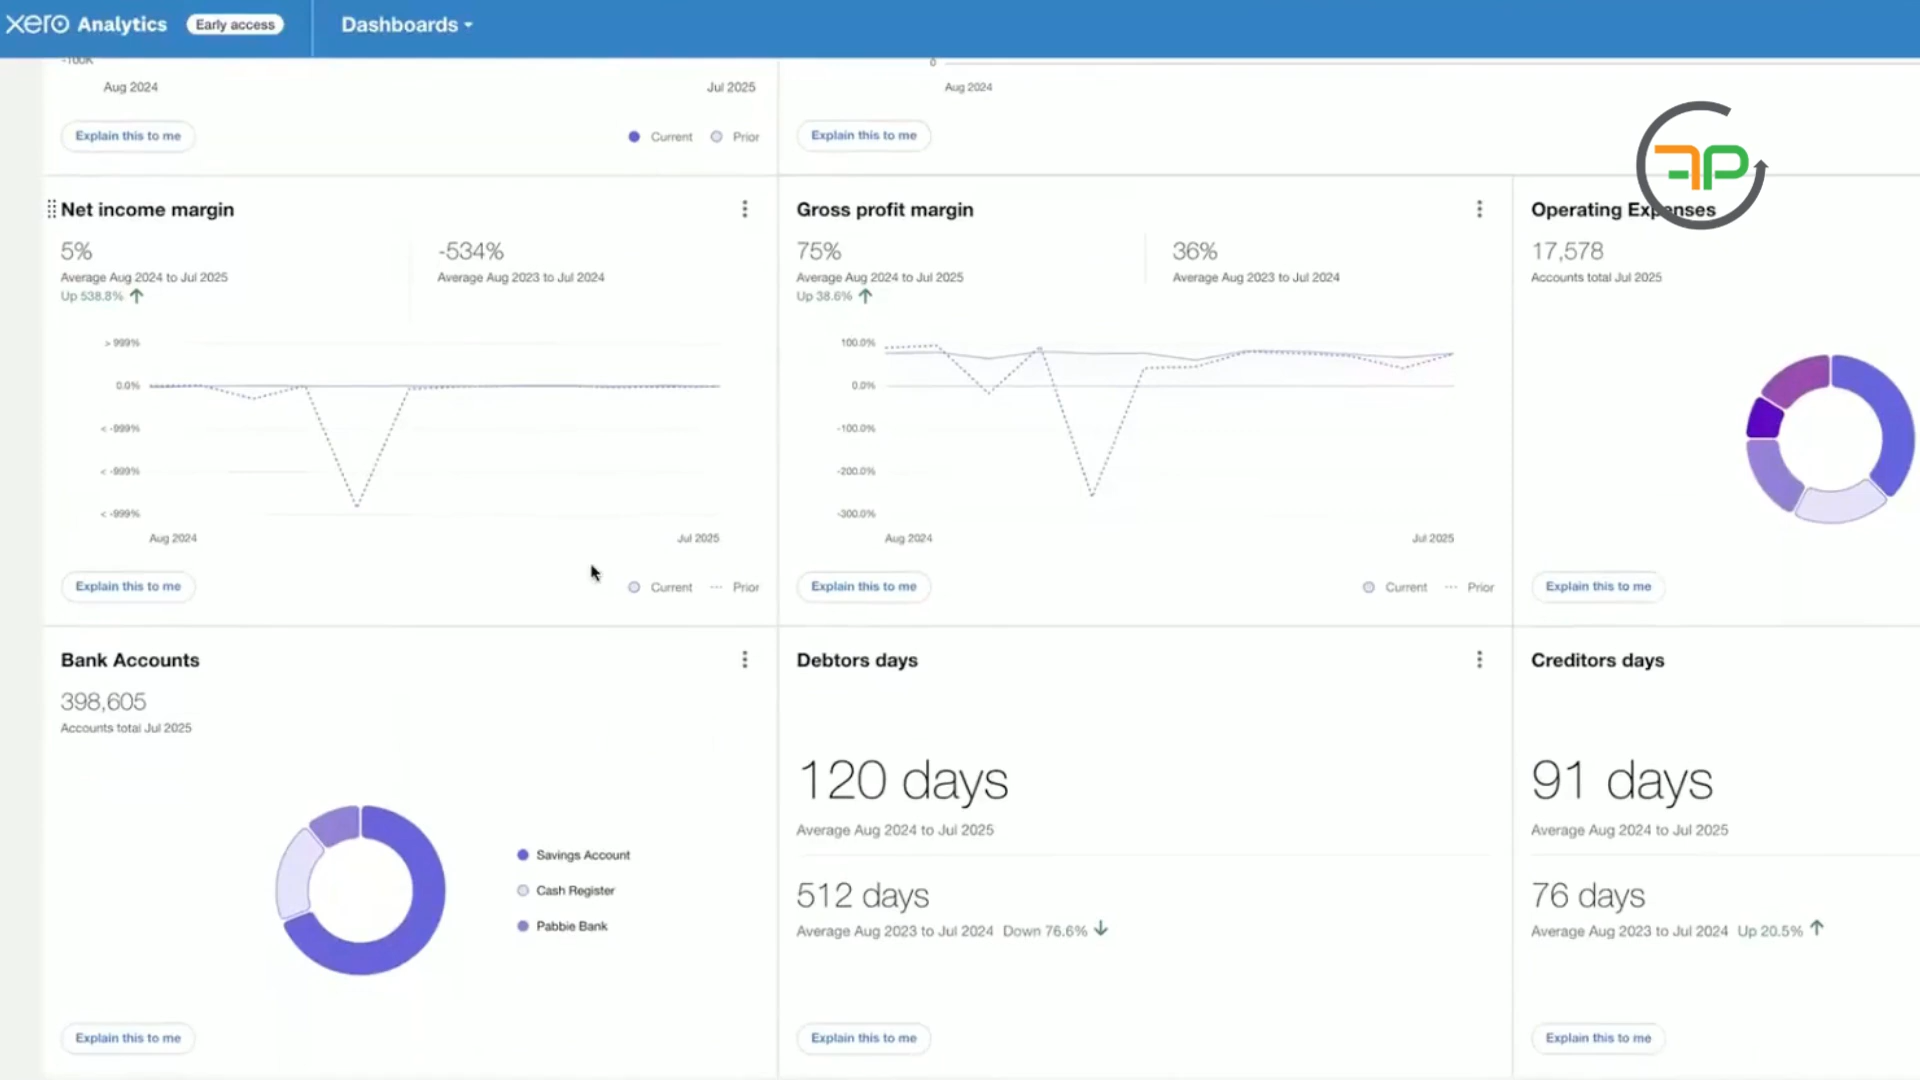 xero Analytics Early access Dashboards
-100K
Aug 2024 Jul 2025
Explain this to me Current Prior
0
Aug 2024
Explain this to me
FP
Net income margin
5% -534%
Average Aug 2024 to Jul 2025 Average Aug 2023 to Jul 2024
Up 538.8%
> 999%
0.0%
< -999%
< -999%
< -999%
Aug 2024 Jul 2025
Explain this to me Current Prior
Gross profit margin
75% 36%
Average Aug 2024 to Jul 2025 Average Aug 2023 to Jul 2024
Up 38.6%
100.0%
0.0%
-100.0%
-200.0%
-300.0%
Aug 2024 Jul 2025
Explain this to me Current Prior
Operating Expenses
17,578
Accounts total Jul 2025
Explain this to me
Bank Accounts
398,605
Accounts total Jul 2025
Savings Account
Cash Register
Pabbie Bank
Explain this to me
Debtors days
120 days
Average Aug 2024 to Jul 2025
512 days
Average Aug 2023 to Jul 2024 Down 76.6%
Explain this to me
Creditors days
91 days
Average Aug 2024 to Jul 2025
76 days
Average Aug 2023 to Jul 2024 Up 20.5%
Explain this to me